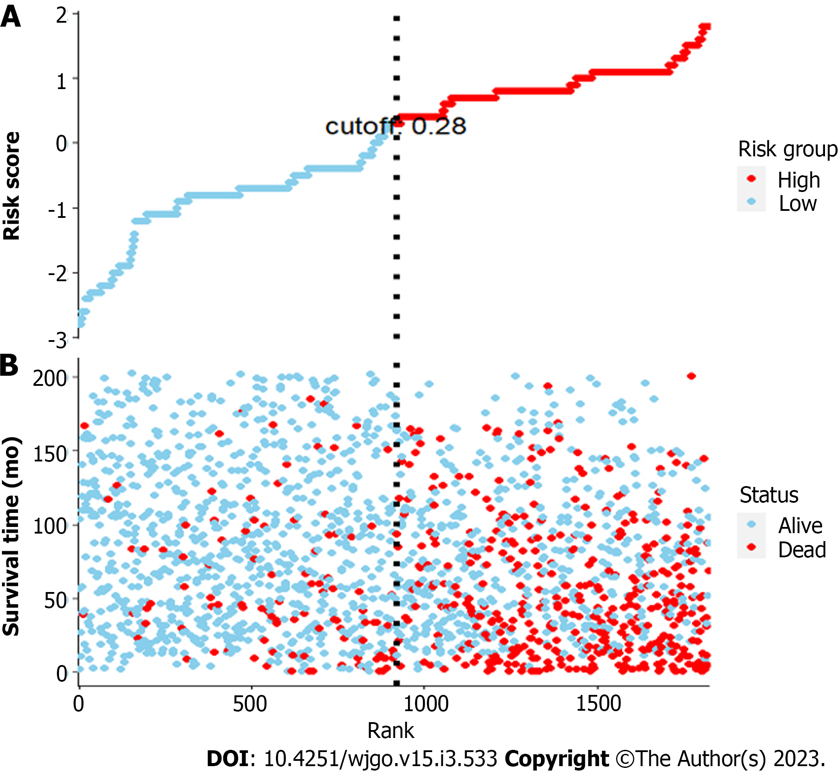 A
Risk score
2
1
0
-1
-2
-3
cutoff: 0.28
Risk group
High
Low
B
Survival time (mo)
200
150
100
50
0
Status
Alive
Dead
0 500 1000 1500
Rank
DOI: 10.4251/wjgo.v15.i3.533 Copyright ©The Author(s) 2023.